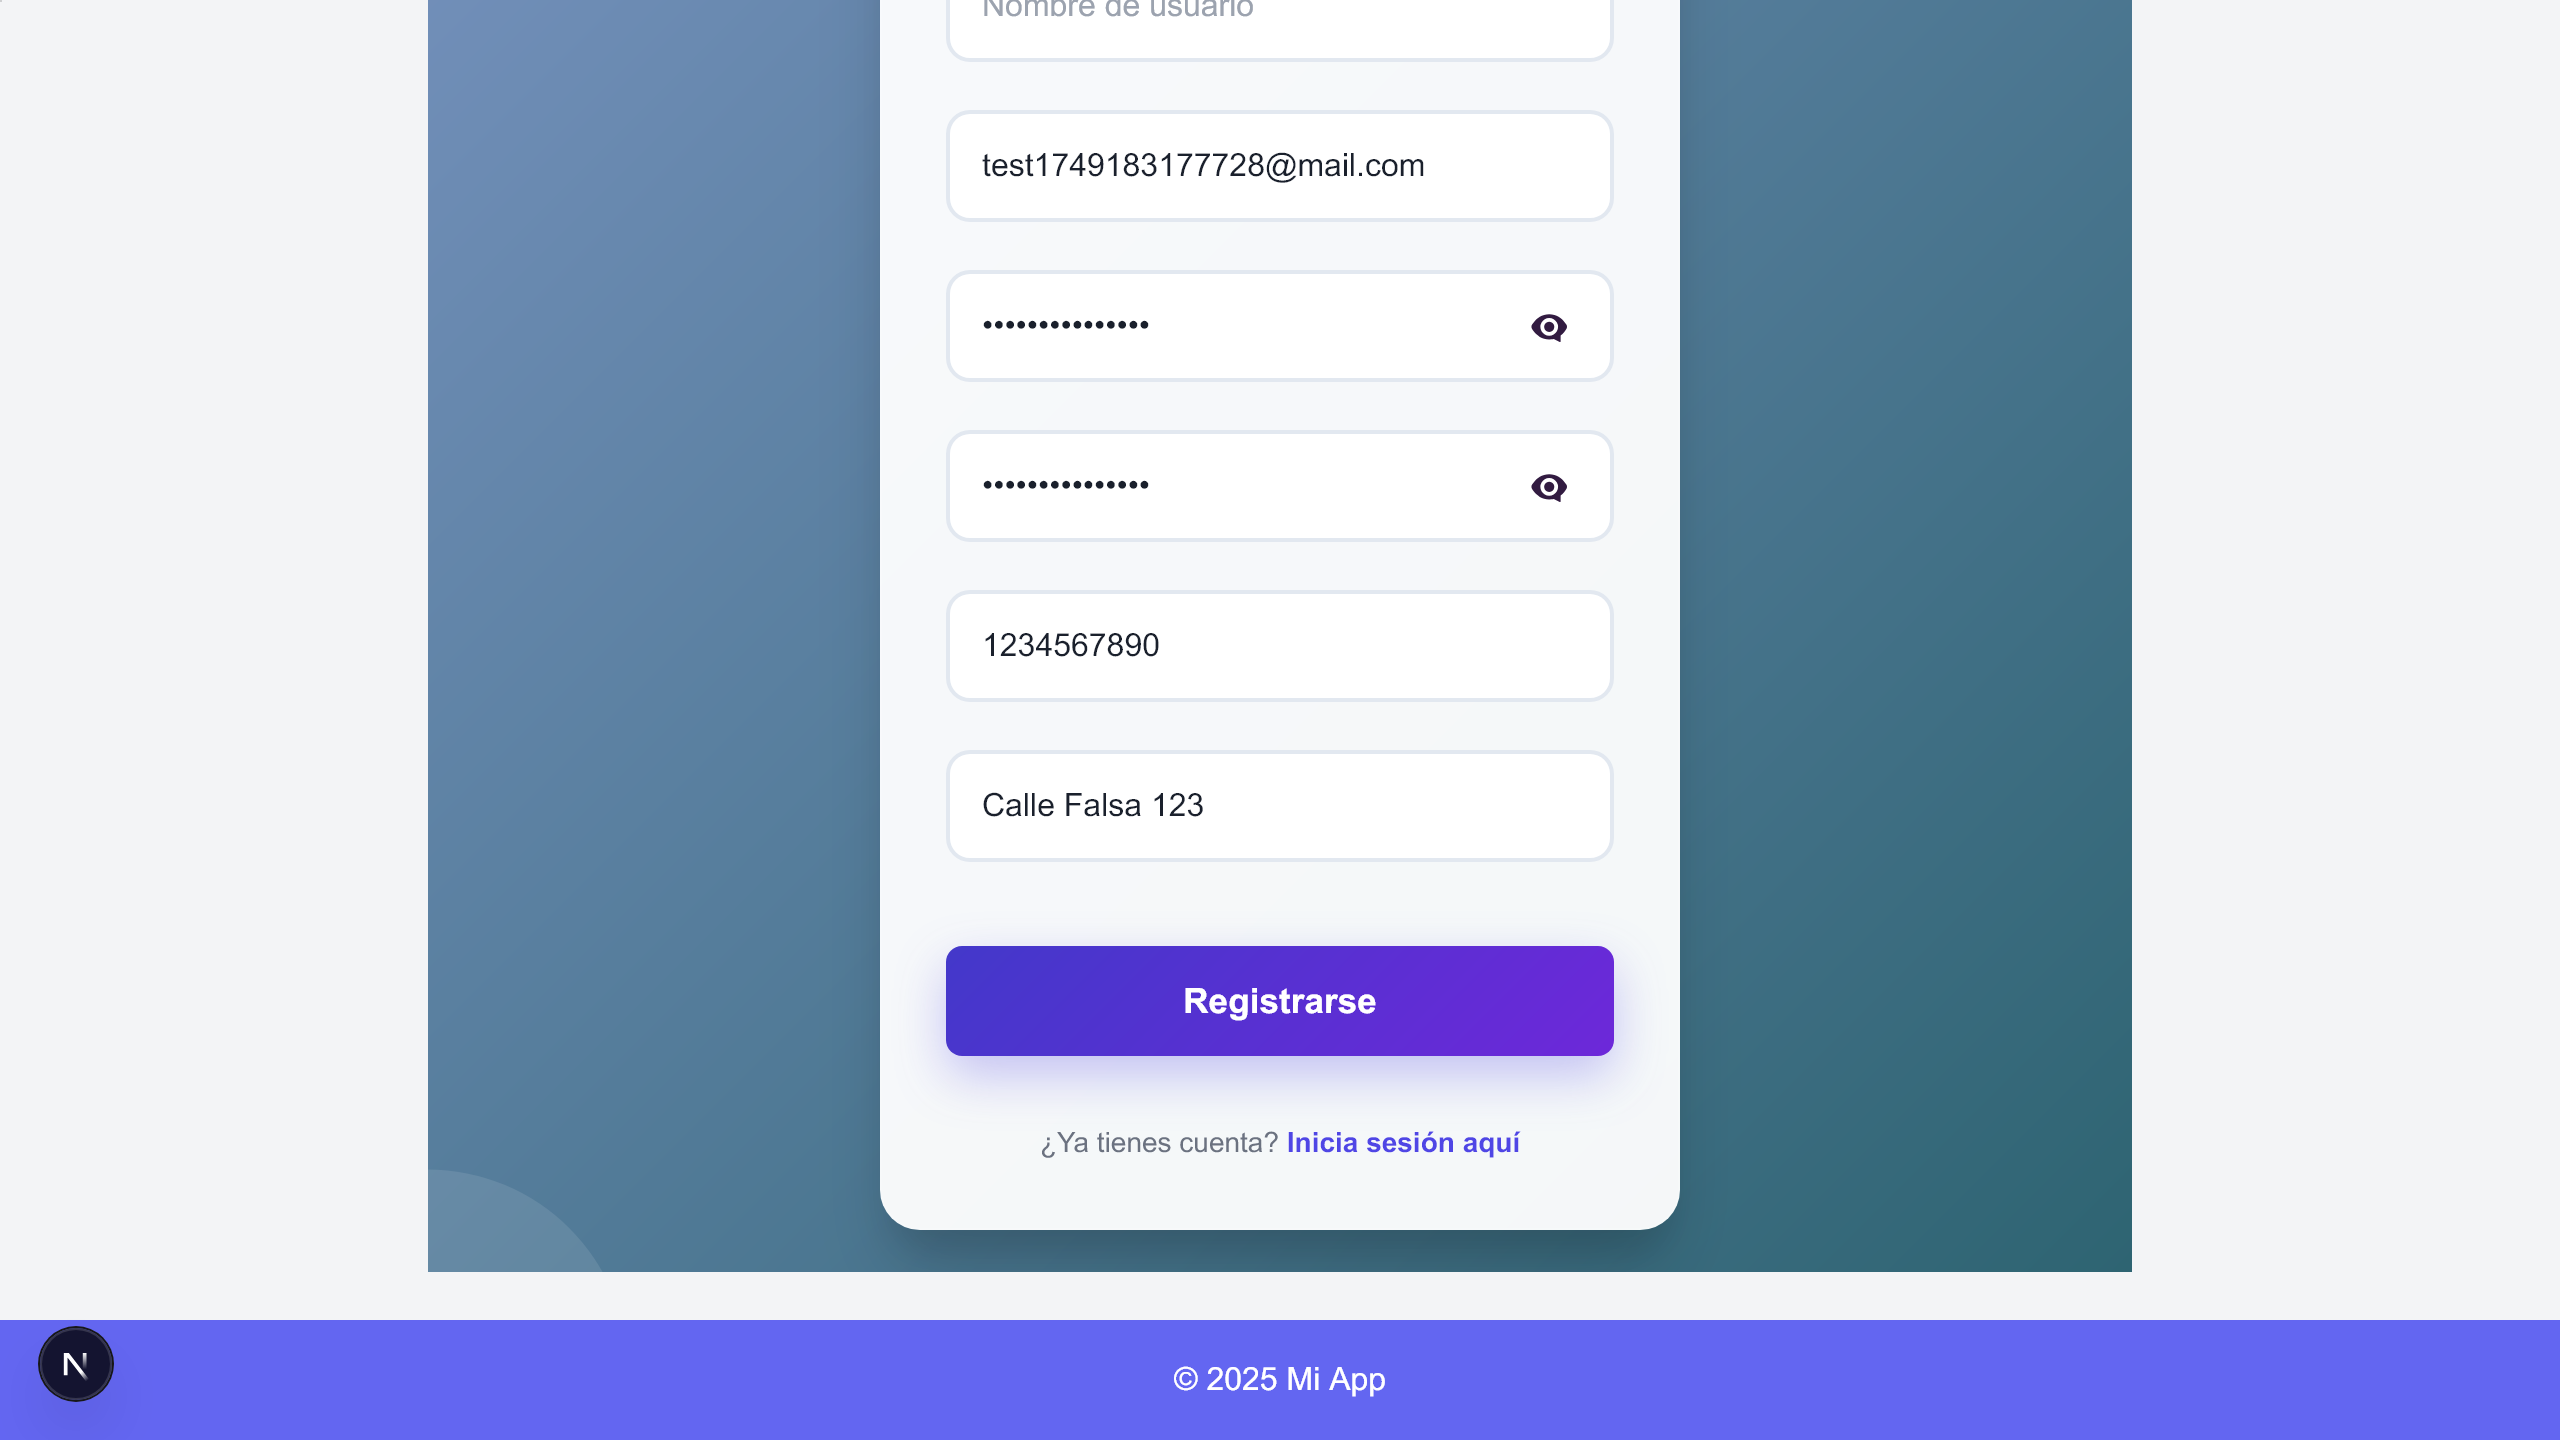 Nombre de usuario
test1749183177728@mail.com
•••••••••••••••
•••••••••••••••
1234567890
Calle Falsa 123
Registrarse
¿Ya tienes cuenta? Inicia sesión aquí
N
© 2025 Mi App